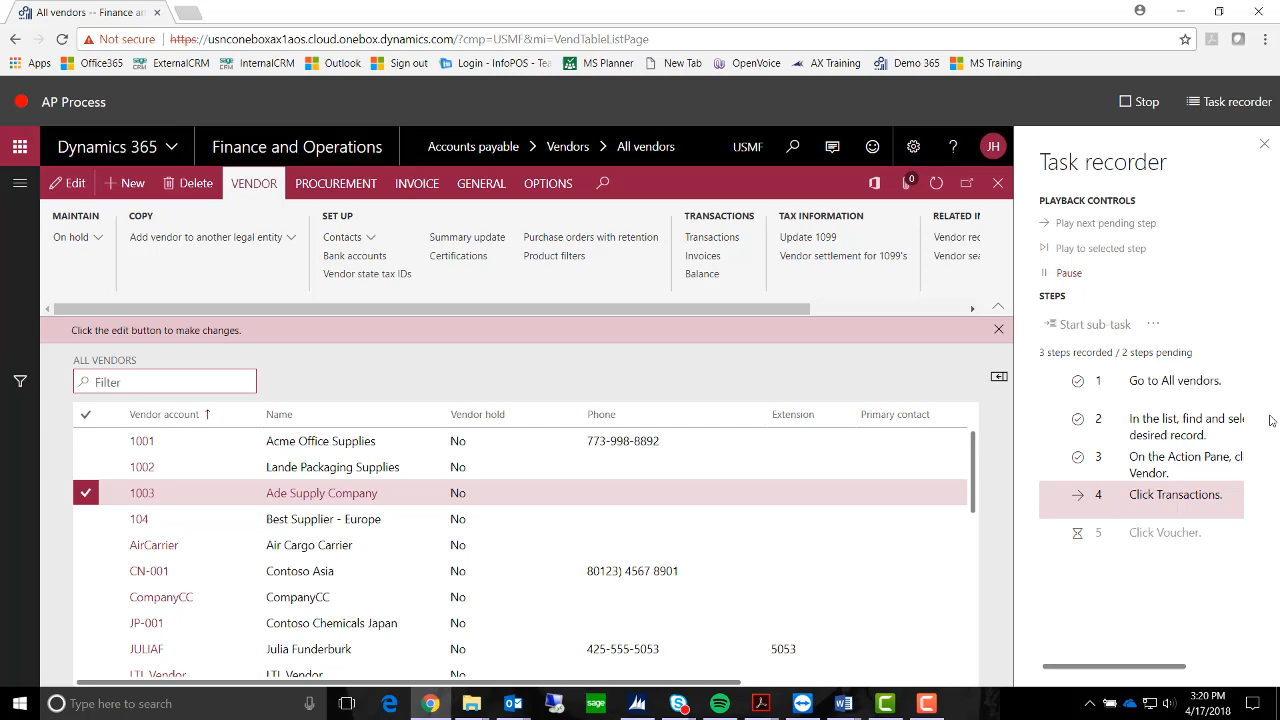 All vendors -- Finance an
Not secure https://usnconeboxax1aos.cloud.onebox.dynamics.com/?cmp=USMF&mi=VendTableListPage
Apps Office365 ExternalCRM InternalCRM Outlook Sign out Login - InfoPOS - Tea MS Planner New Tab OpenVoice AX Training Demo 365 MS Training
AP Process Stop Task recorder
Dynamics 365 Finance and Operations Accounts payable Vendors All vendors USMF JH
Edit New Delete VENDOR PROCUREMENT INVOICE GENERAL OPTIONS 0
MAINTAIN COPY SET UP TRANSACTIONS TAX INFORMATION RELATED I
On hold Add vendor to another legal entity Contacts Summary update Purchase orders with retention Transactions Update 1099 Vendor rec
Bank accounts Certifications Product filters Invoices Vendor settlement for 1099's Vendor sea
Vendor state tax IDs Balance
Click the edit button to make changes.
ALL VENDORS
Filter
Vendor account Name Vendor hold Phone Extension Primary contact
1001 Acme Office Supplies No 773-998-8892
1002 Lande Packaging Supplies No
1003 Ade Supply Company No
104 Best Supplier - Europe No
AirCarrier Air Cargo Carrier No
CN-001 Contoso Asia No 80123) 4567 8901
CompanyCC CompanyCC No
JP-001 Contoso Chemicals Japan No
JULIAF Julia Funderburk No 425-555-5053 5053
LTL Vendor No
Task recorder
PLAYBACK CONTROLS
Play next pending step
Play to selected step
Pause
STEPS
Start sub-task ...
3 steps recorded / 2 steps pending
1 Go to All vendors.
2 In the list, find and sele
desired record.
3 On the Action Pane, cl
Vendor.
4 Click Transactions.
5 Click Voucher.
Type here to search sage 3:20 PM
4/17/2018